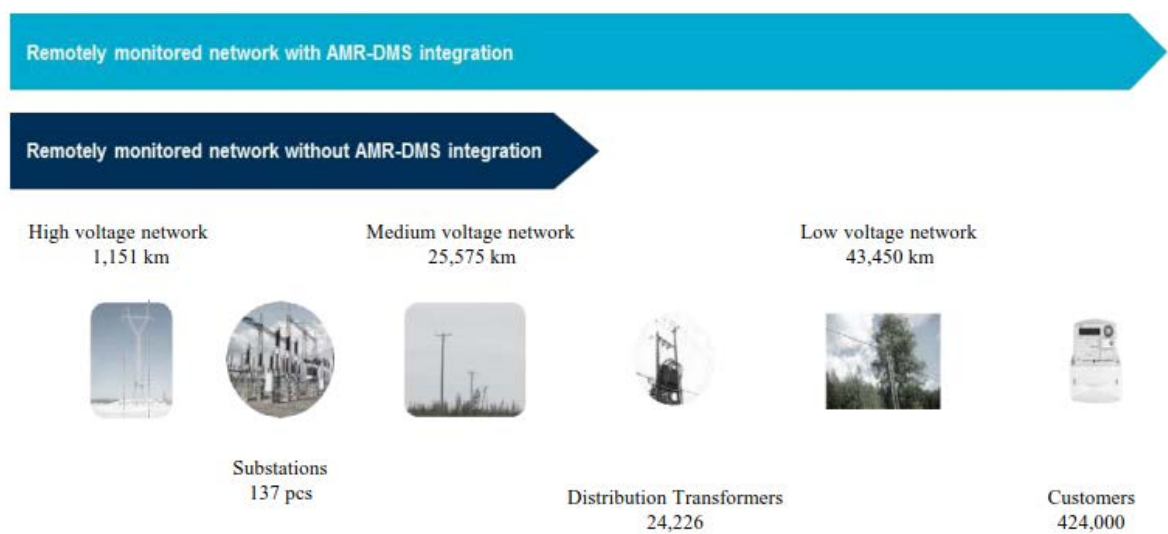 Remotely monitored network with AMR-DMS integration
Remotely monitored network without AMR-DMS integration
High voltage network
1,151 km
Medium voltage network
25,575 km
Low voltage network
43,450 km
Substations
137 pcs
Distribution Transformers
24,226
Customers
424,000